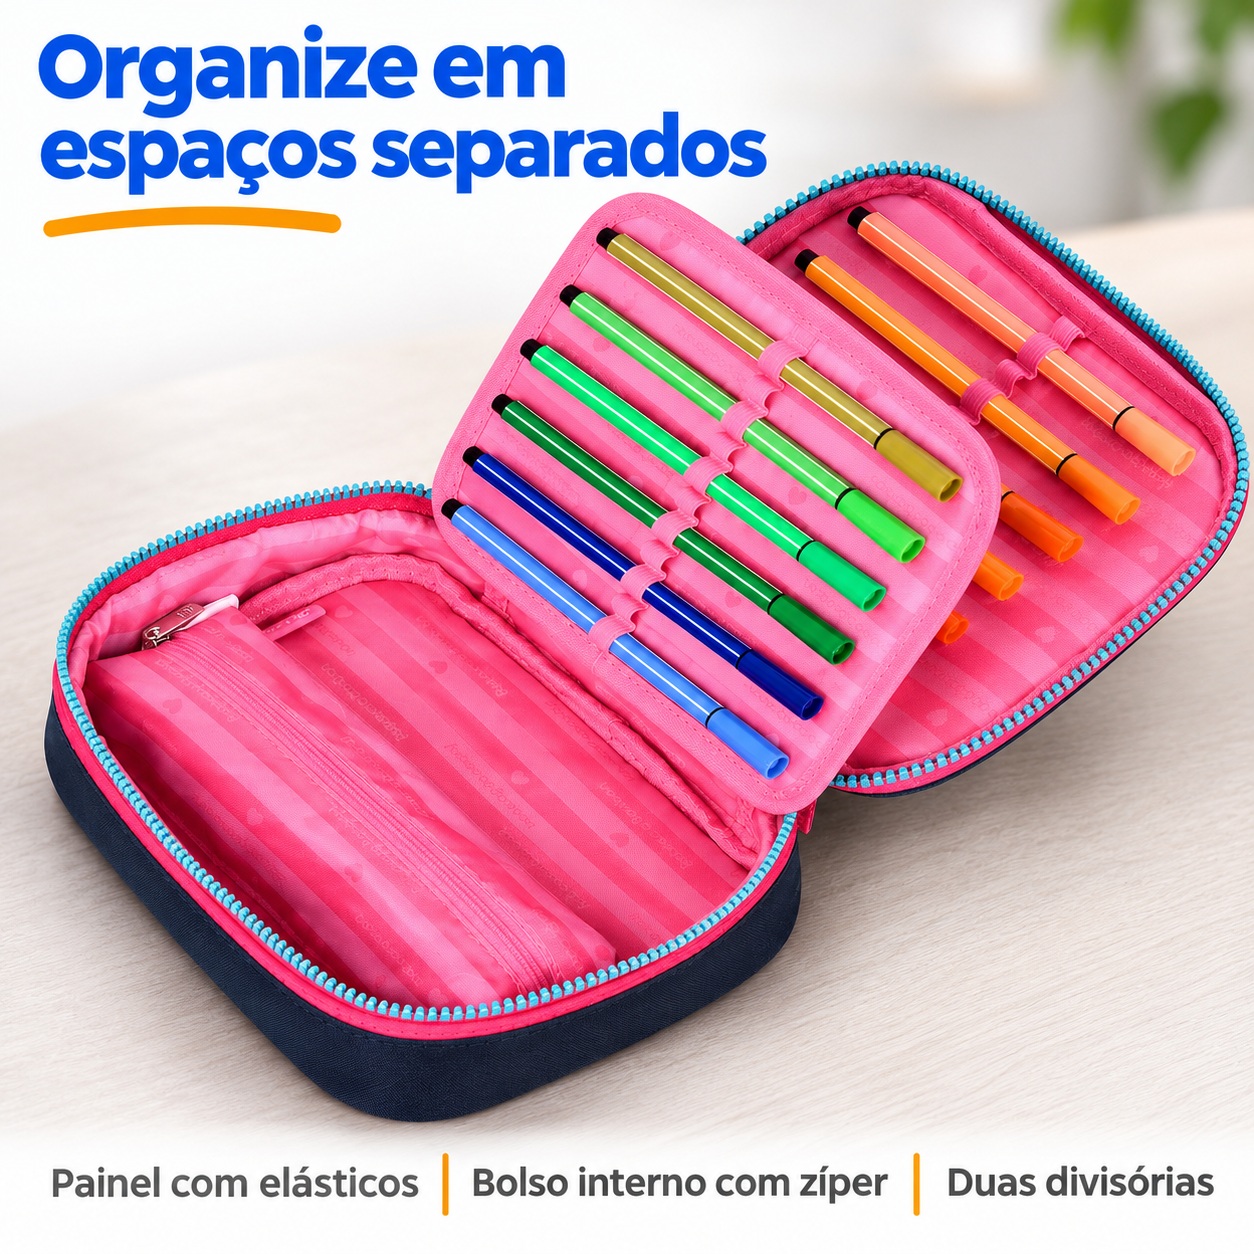 Organize em
espaços separados
Painel com elásticos | Bolso interno com zíper | Duas divisórias